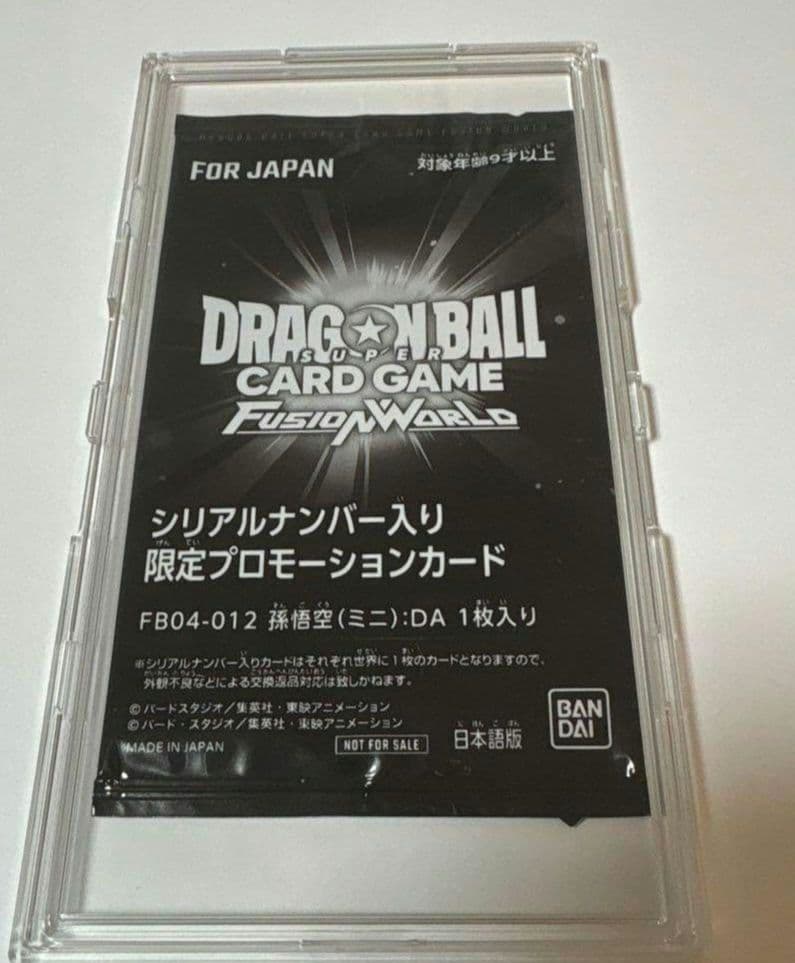 FOR JAPAN
対象年齢9才以上
DRAGON BALL
SUPER
CARD GAME
FUSION WORLD
シリアルナンバー入り
限定プロモーションカード
FB04-012 孫悟空(ミニ):DA 1枚入り
※シリアルナンバー入りカードはそれぞれ世界に1枚のカードとなりますので、
外観不良などによる交換返品対応は致しかねます。
©バードスタジオ/集英社・東映アニメーション
©バード・スタジオ/集英社・東映アニメーション
MADE IN JAPAN
NOT FOR SALE
日本語版
BAN
DAI